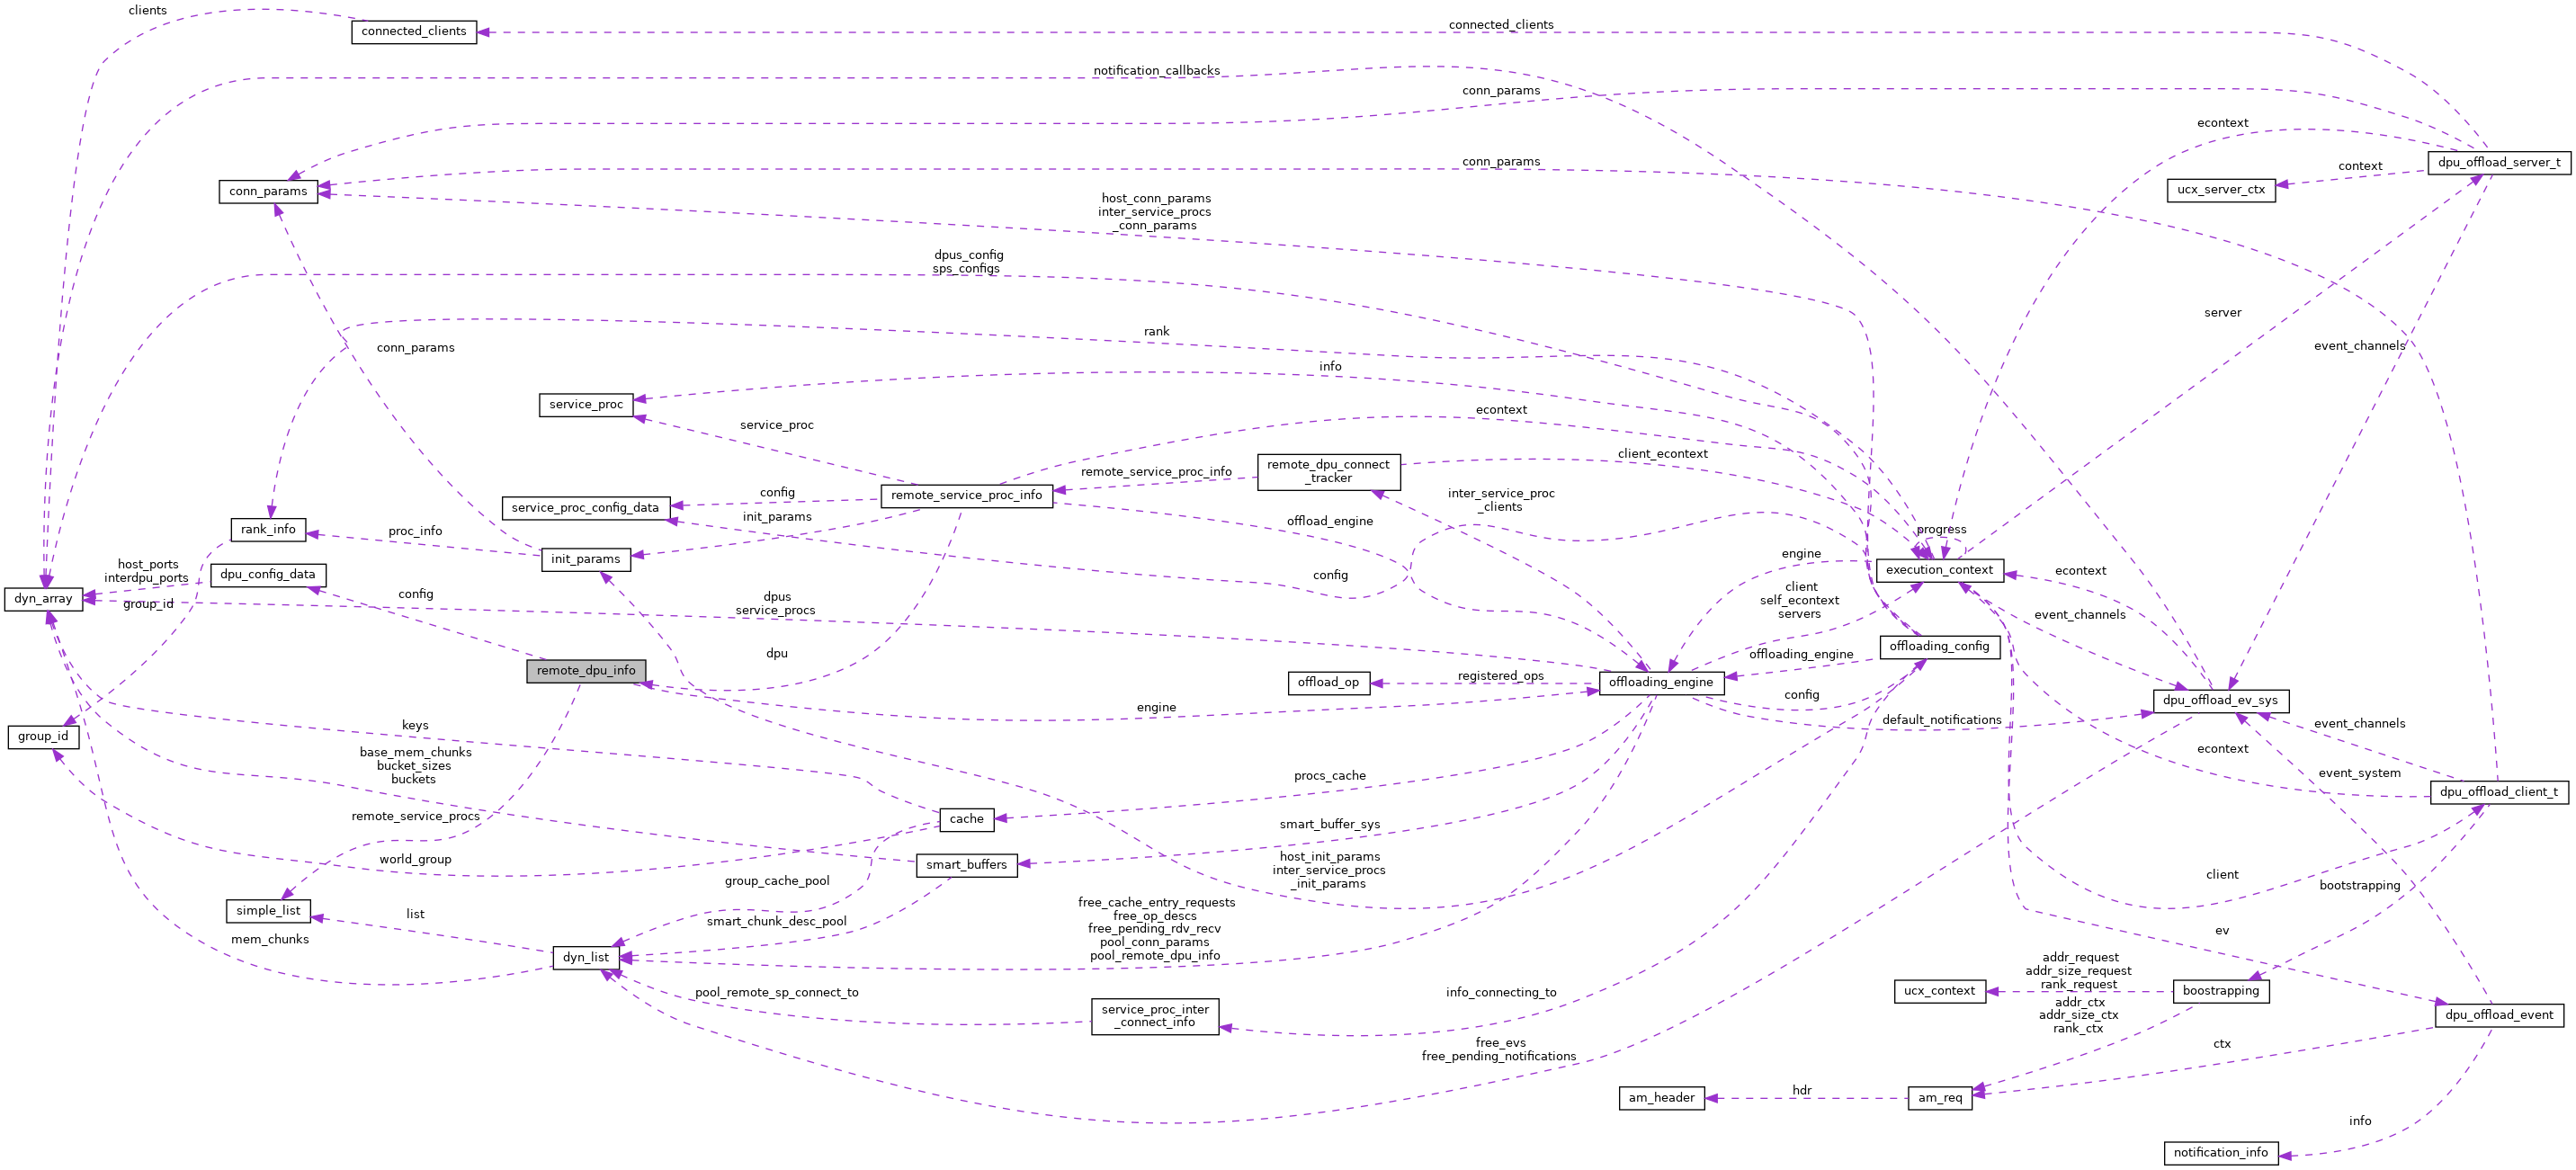 clients
connected_clients
connected_clients
notification_callbacks
conn_params
econtext
dpu_offload_server_t
conn_params
context
ucx_server_ctx
conn_params
host_conn_params
inter_service_procs
_conn_params
dpus_config
sps_configs
server
rank
conn_params
event_channels
info
service_proc
econtext
service_proc
client_econtext
remote_dpu_connect
_tracker
remote_service_proc_info
config
remote_service_proc_info
inter_service_proc
_clients
service_proc_config_data
init_params
offload_engine
rank_info
proc_info
progress
init_params
engine
execution_context
econtext
host_ports
interdpu_ports
dpu_config_data
config
client
self_econtext
servers
dyn_array
group_id
dpus
service_procs
config
event_channels
offloading_config
dpu
offloading_engine
remote_dpu_info
offload_op
registered_ops
offloading_engine
config
dpu_offload_ev_sys
engine
default_notifications
event_channels
group_id
keys
econtext
base_mem_chunks
bucket_sizes
buckets
procs_cache
event_system
dpu_offload_client_t
remote_service_procs
cache
smart_buffer_sys
world_group
smart_buffers
host_init_params
inter_service_procs
_init_params
group_cache_pool
client
bootstrapping
simple_list
list
smart_chunk_desc_pool
free_cache_entry_requests
free_op_descs
free_pending_rdv_recv
pool_conn_params
pool_remote_dpu_info
mem_chunks
dyn_list
ev
addr_request
addr_size_request
rank_request
pool_remote_sp_connect_to
info_connecting_to
ucx_context
boostrapping
service_proc_inter
_connect_info
addr_ctx
addr_size_ctx
rank_ctx
dpu_offload_event
free_evs
free_pending_notifications
ctx
am_header
hdr
am_req
info
notification_info